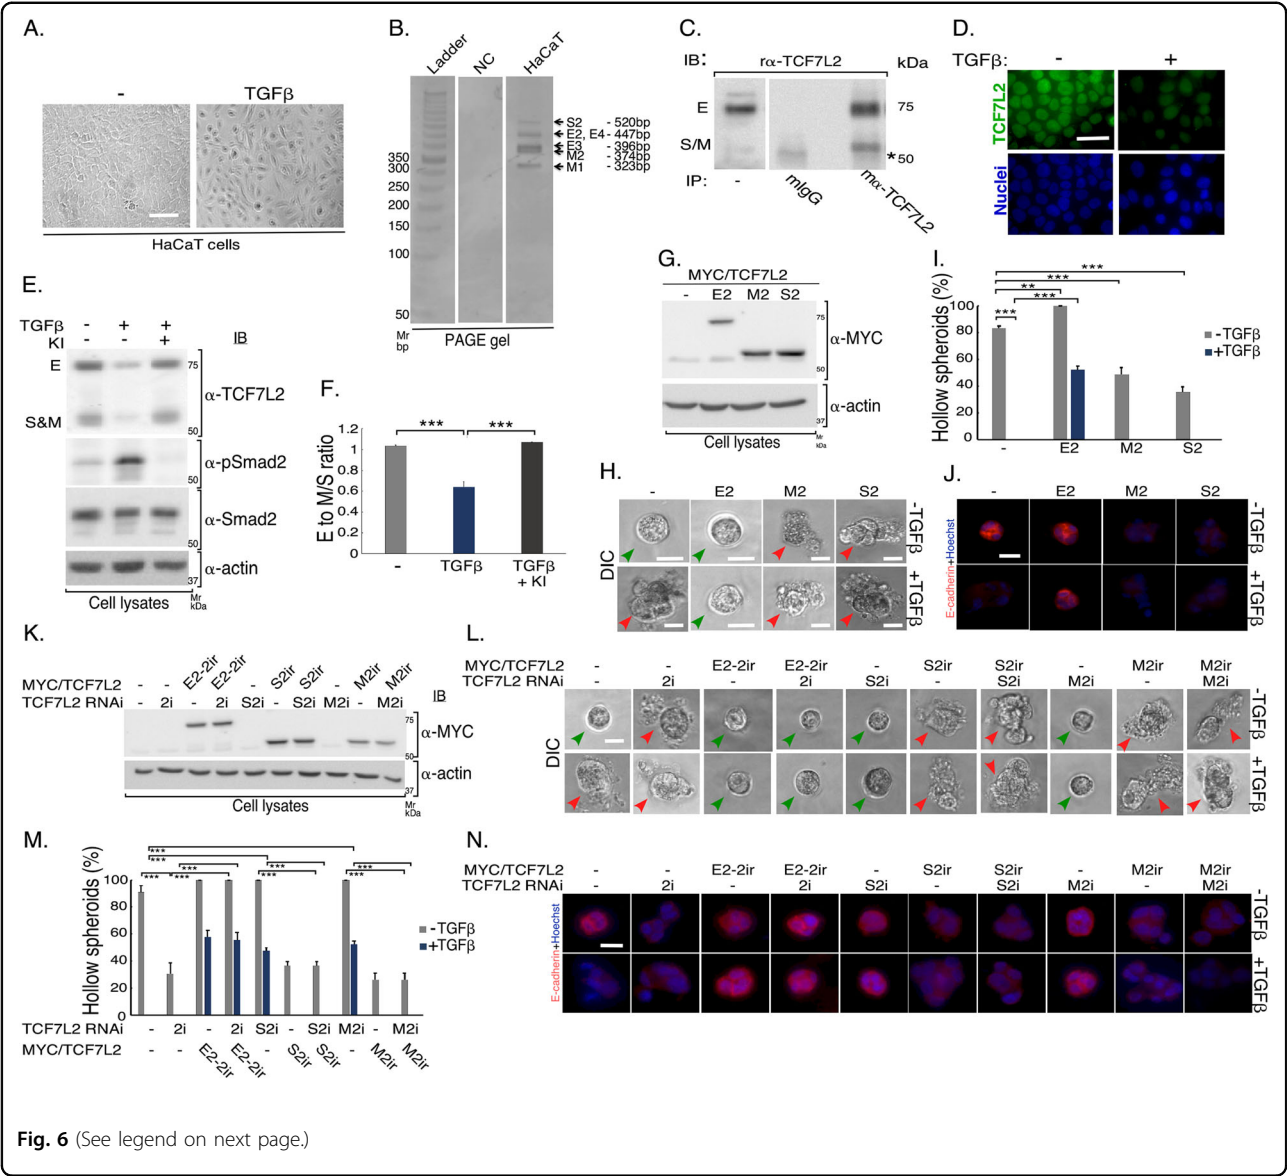 A.
- TGFβ
HaCaT cells
B.
Ladder NC HaCaT
S2 - 520bp
E2, E4 - 447bp
E3 - 396bp
M2 - 374bp
M1 - 323bp
350
300
250
200
150
100
50
Mr
bp
PAGE gel
C.
IB: rα-TCF7L2 kDa
E 75
S/M * 50
IP: - mIgG mα-TCF7L2
D.
TGFβ: - +
TCF7L2
Nuclei
E.
TGFβ - + +
KI - - + IB
E 75
α-TCF7L2
S&M 50
α-pSmad2
50
α-Smad2
50
α-actin
37
Cell lysates Mr kDa
F.
E to M/S ratio
1.2
1
0.8
0.6
0.4
0.2
0
*** ***
- TGFβ TGFβ + KI
G.
MYC/TCF7L2
- E2 M2 S2
75
α-MYC
50
α-actin
37
Cell lysates Mr kDa
H.
- E2 M2 S2
DIC
-TGFβ
+TGFβ
I.
Hollow spheroids (%)
100
80
60
40
20
0
***
***
**
***
***
-TGFβ
+TGFβ
- E2 M2 S2
J.
- E2 M2 S2
E-cadherin+Hoechst
-TGFβ
+TGFβ
K.
MYC/TCF7L2 - - E2-2ir E2-2ir - S2ir S2ir - M2ir M2ir
TCF7L2 RNAi - 2i - 2i S2i - S2i M2i - M2i IB
75
α-MYC
50
α-actin
37
Cell lysates Mr kDa
L.
MYC/TCF7L2 - - E2-2ir E2-2ir - S2ir S2ir - M2ir M2ir
TCF7L2 RNAi - 2i - 2i S2i - S2i M2i - M2i
DIC
-TGFβ
+TGFβ
M.
Hollow spheroids (%)
100
80
60
40
20
0
***
***
*** *** ***
*** *** *** ***
-TGFβ
+TGFβ
TCF7L2 RNAi - 2i - 2i S2i - S2i M2i - M2i
MYC/TCF7L2 - - E2-2ir E2-2ir - S2ir S2ir - M2ir M2ir
N.
MYC/TCF7L2 - - E2-2ir E2-2ir - S2ir S2ir - M2ir M2ir
TCF7L2 RNAi - 2i - 2i S2i - S2i M2i - M2i
E-cadherin+Hoechst
-TGFβ
+TGFβ
Fig. 6 (See legend on next page.)